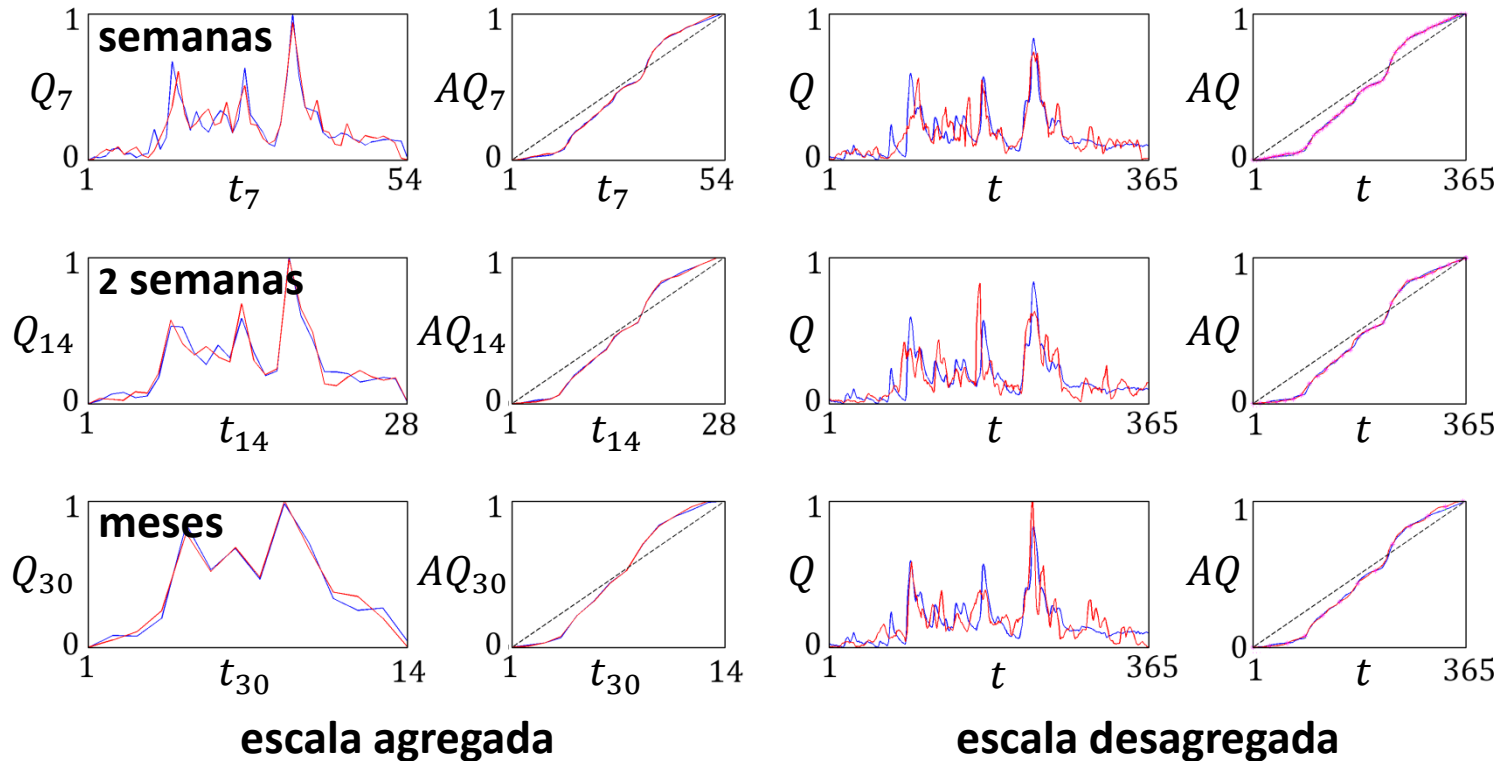 semanas
1
Q₇
0
1
t₇
54
1
AQ₇
0
1
t₇
54
1
Q
0
1
t
365
1
AQ
0
1
t
365
2 semanas
1
Q₁₄
0
1
t₁₄
28
1
AQ₁₄
0
1
t₁₄
28
1
Q
0
1
t
365
1
AQ
0
1
t
365
meses
1
Q₃₀
0
1
t₃₀
14
1
AQ₃₀
0
1
t₃₀
14
1
Q
0
1
t
365
1
AQ
0
1
t
365
escala agregada
escala desagregada